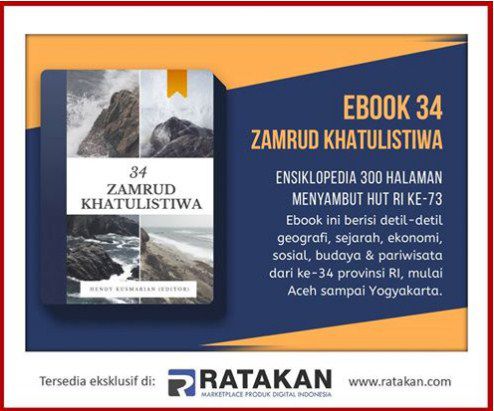 34
ZAMRUD
KHATULISTIWA
HENDY KUSMARIAN (EDITOR)
EBOOK 34
ZAMRUD KHATULISTIWA
ENSIKLOPEDIA 300 HALAMAN
MENYAMBUT HUT RI KE-73
Ebook ini berisi detil-detil
geografi, sejarah, ekonomi,
sosial, budaya & pariwisata
dari ke-34 provinsi RI, mulai
Aceh sampai Yogyakarta.
Tersedia eksklusif di:
RATAKAN
MARKETPLACE PRODUK DIGITAL INDONESIA
www.ratakan.com